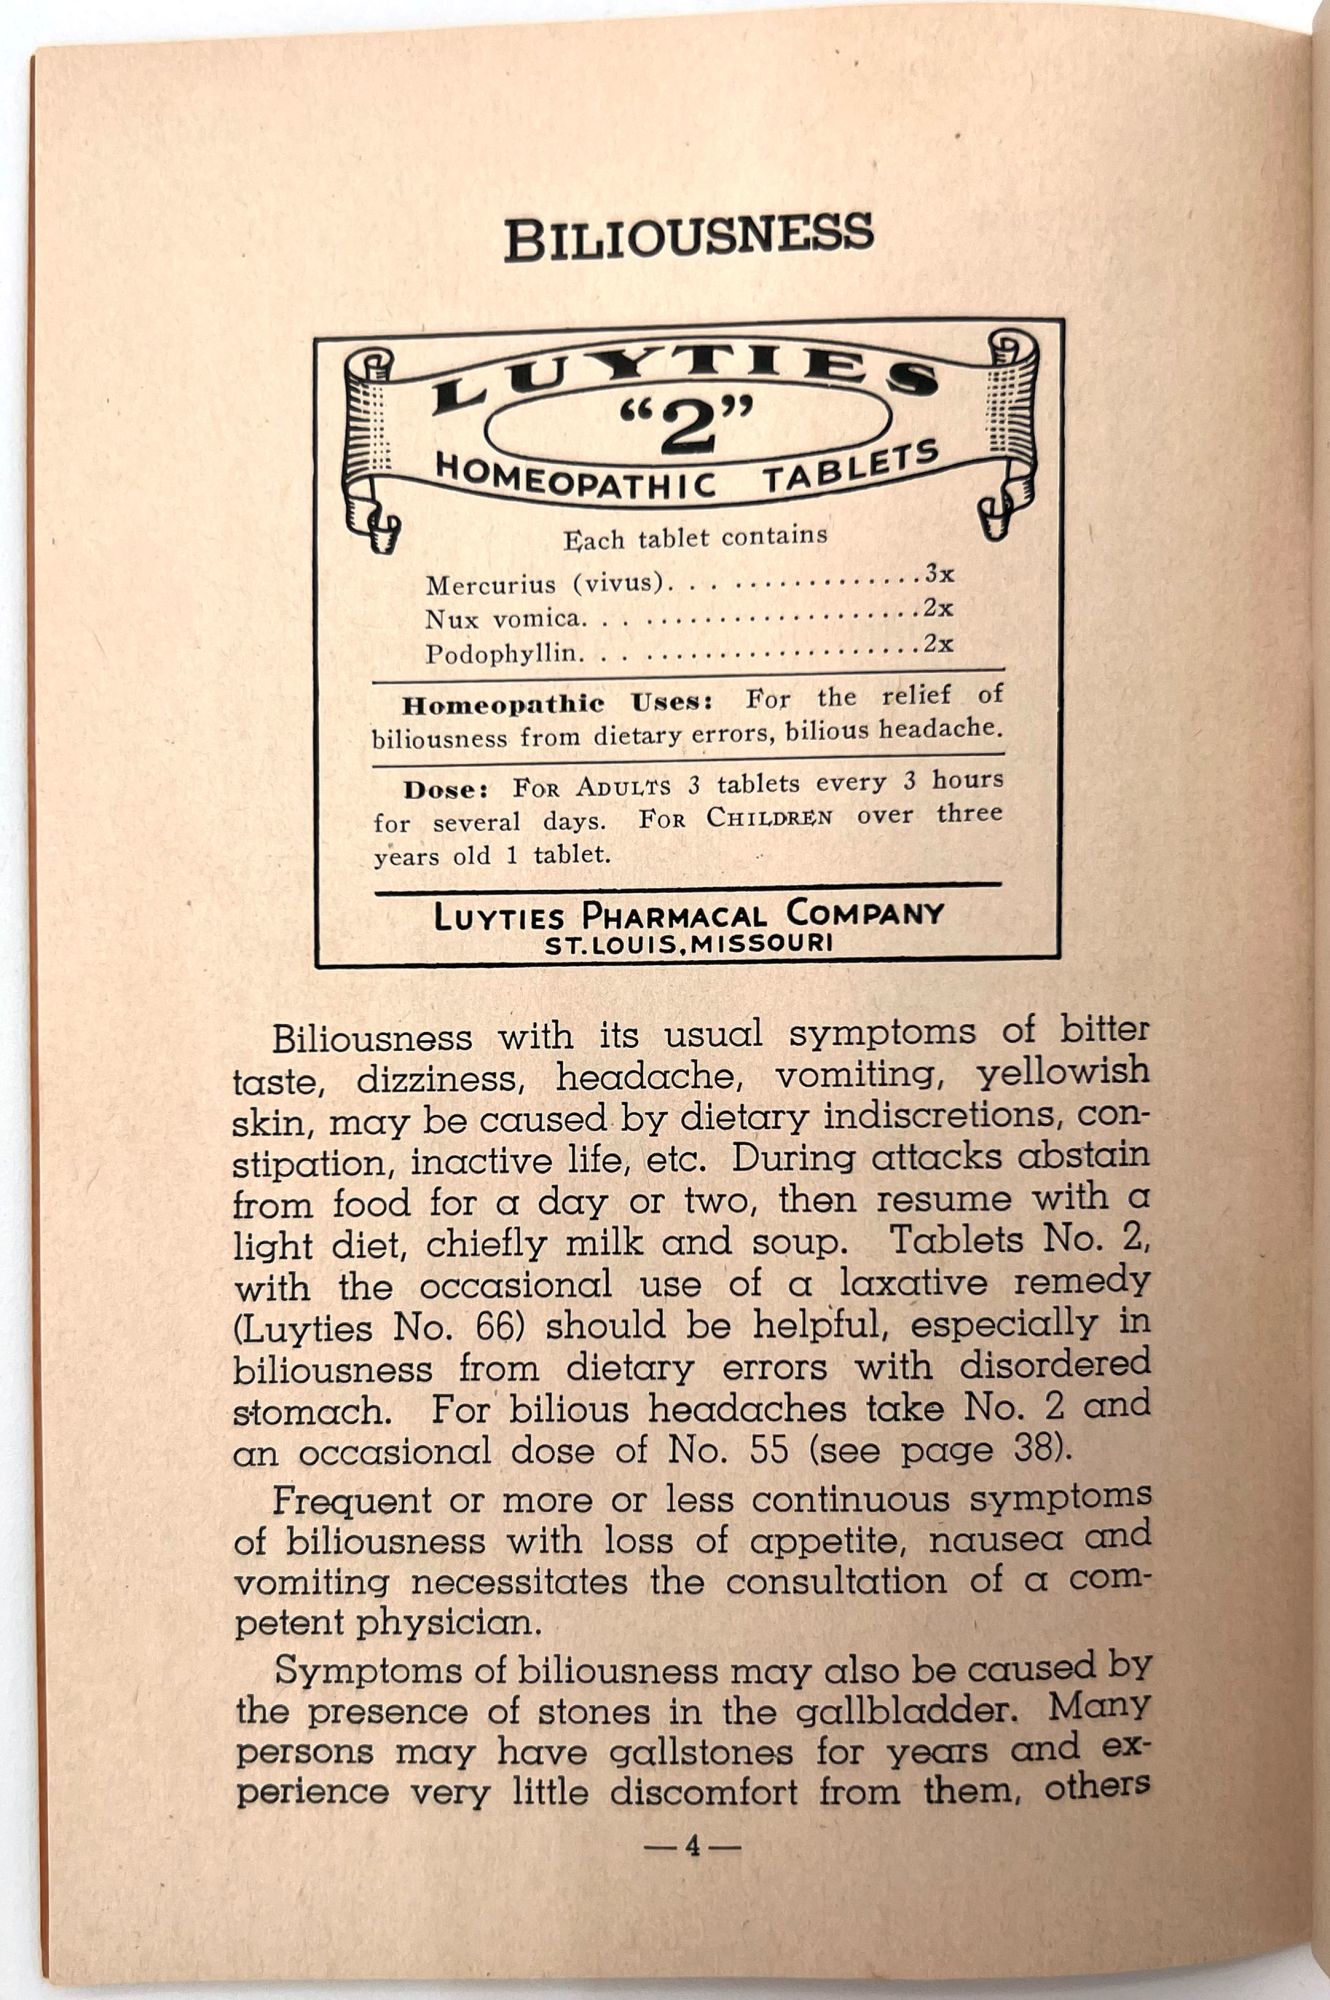 BILIOUSNESS
LUYTIES
"2"
HOMEOPATHIC TABLETS
Each tablet contains
Mercurius (vivus). . . ..............3x
Nux vomica. . . ...................2x
Podophyllin. . . ...................2x
Homeopathic Uses: For the relief of
biliousness from dietary errors, bilious headache.
Dose: FOR ADULTS 3 tablets every 3 hours
for several days. FOR CHILDREN over three
years old 1 tablet.
LUYTIES PHARMACAL COMPANY
ST. LOUIS, MISSOURI
Biliousness with its usual symptoms of bitter
taste, dizziness, headache, vomiting, yellowish
skin, may be caused by dietary indiscretions, con-
stipation, inactive life, etc. During attacks abstain
from food for a day or two, then resume with a
light diet, chiefly milk and soup. Tablets No. 2,
with the occasional use of a laxative remedy
(Luyties No. 66) should be helpful, especially in
biliousness from dietary errors with disordered
stomach. For bilious headaches take No. 2 and
an occasional dose of No. 55 (see page 38).
Frequent or more or less continuous symptoms
of biliousness with loss of appetite, nausea and
vomiting necessitates the consultation of a com-
petent physician.
Symptoms of biliousness may also be caused by
the presence of stones in the gallbladder. Many
persons may have gallstones for years and ex-
perience very little discomfort from them, others
— 4 —